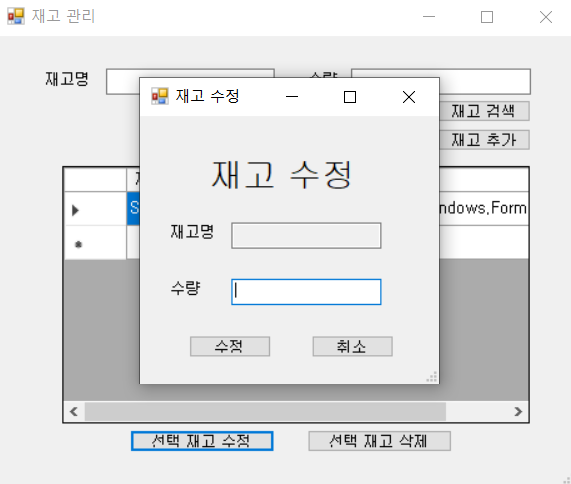 재고 관리
재고명
수량
재고 수정
재고 검색
재고 추가
재고 수정
S
ndows,Form
재고명
수량
수정 취소
선택 재고 수정 선택 재고 삭제